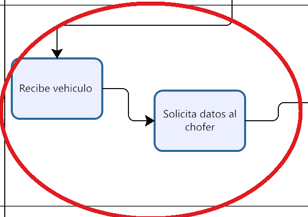 Recibe vehiculo
Solicita datos al
chofer